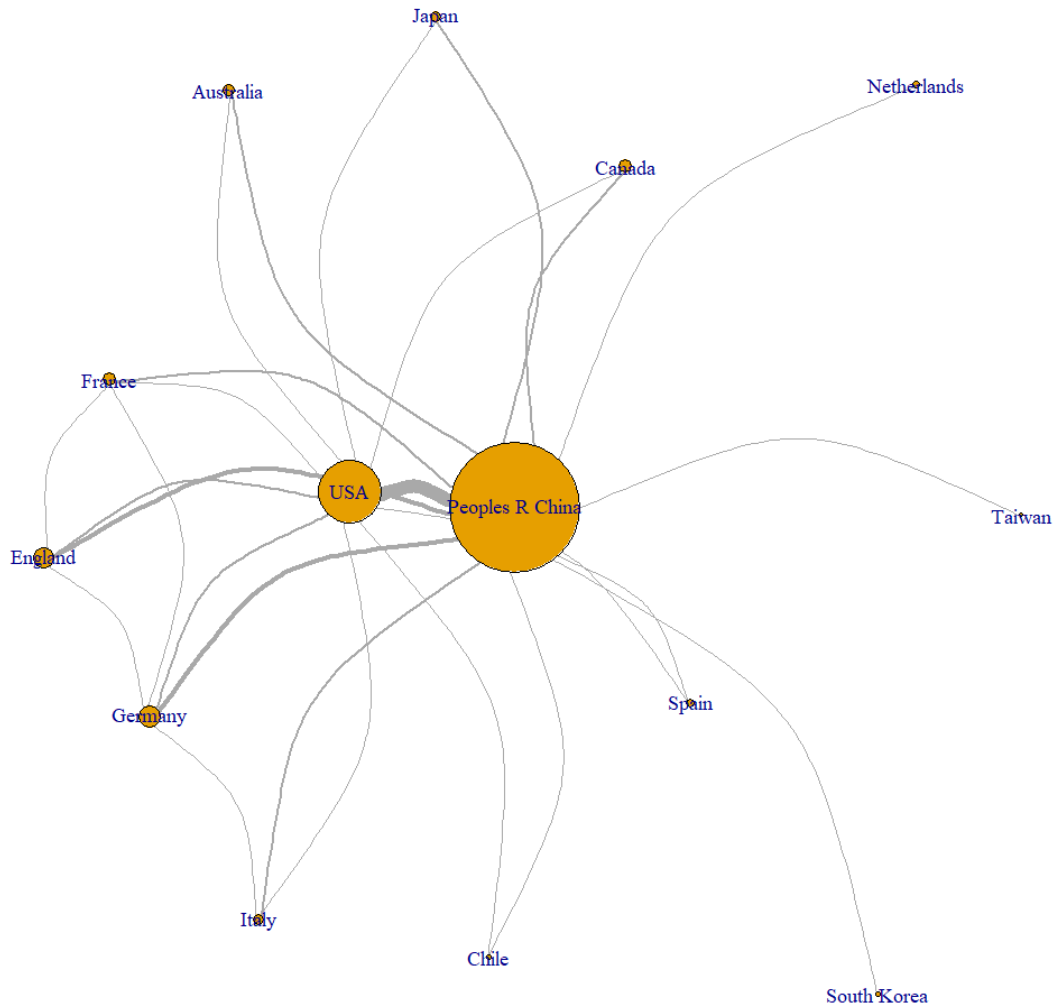 Japan
Netherlands
Australia
Canada
France
USA
Peoples R China
Taiwan
England
Spain
Germany
Italy
Chile
South Korea